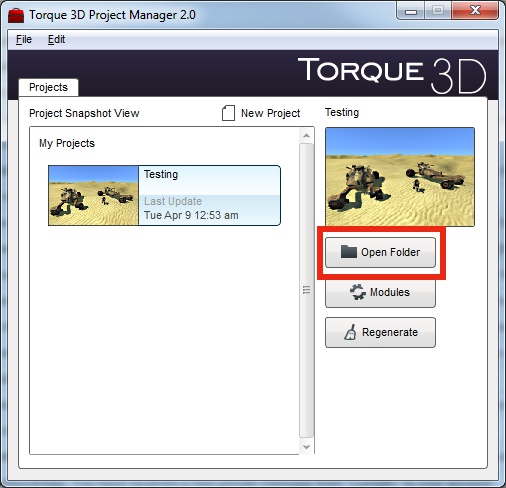 Torque 3D Project Manager 2.0
File Edit
TORQUE 3D
Projects
Project Snapshot View
New Project
Testing
My Projects
Testing
Last Update
Tue Apr 9 12:53 am
Open Folder
Modules
Regenerate